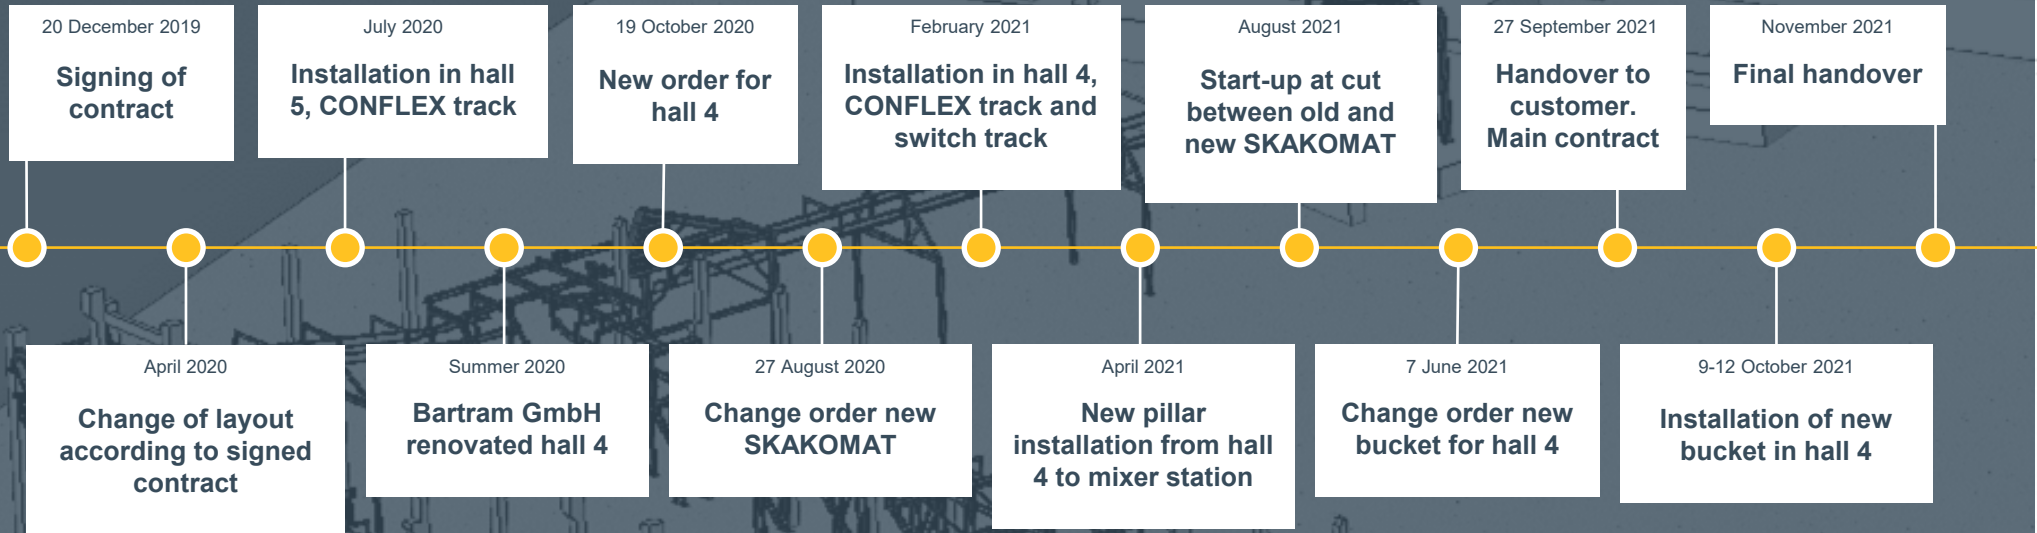 20 December 2019
Signing of
contract
July 2020
Installation in hall
5, CONFLEX track
19 October 2020
New order for
hall 4
February 2021
Installation in hall 4,
CONFLEX track and
switch track
August 2021
Start-up at cut
between old and
new SKAKOMAT
27 September 2021
Handover to
customer.
Main contract
November 2021
Final handover
April 2020
Change of layout
according to signed
contract
Summer 2020
Bartram GmbH
renovated hall 4
27 August 2020
Change order new
SKAKOMAT
April 2021
New pillar
installation from hall
4 to mixer station
7 June 2021
Change order new
bucket for hall 4
9-12 October 2021
Installation of new
bucket in hall 4